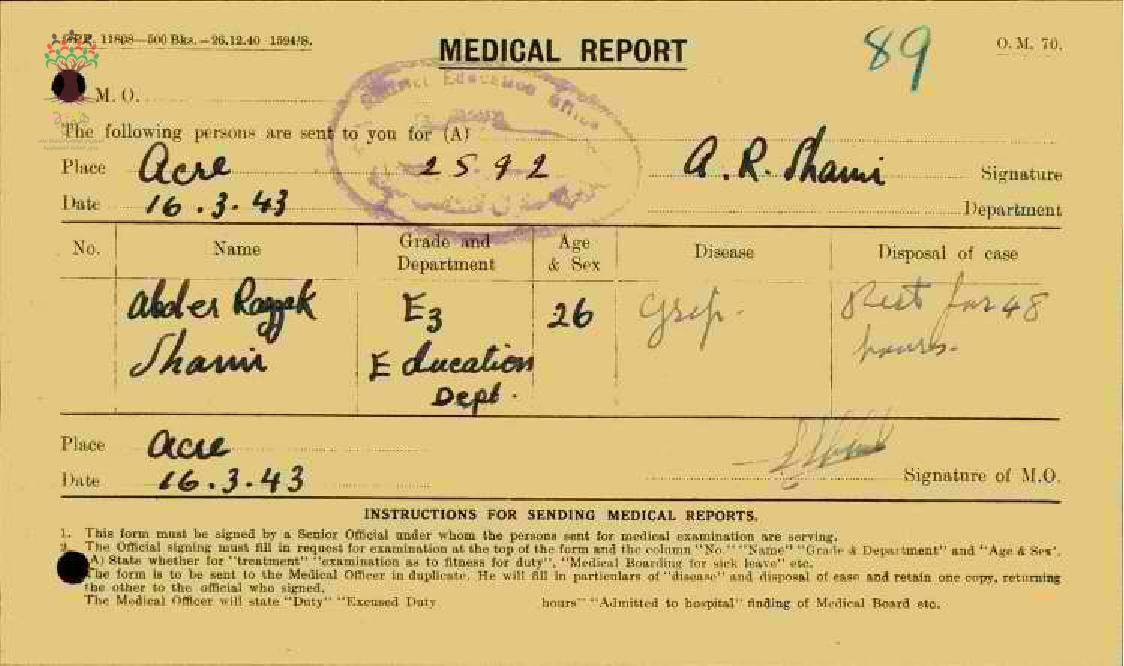 G.P.P. 11808—500 Bks.—26.12.40 1594/S.
MEDICAL REPORT
89
O. M. 70.
M. O.
District Education Office
The following persons are sent to you for (A)
Place Acre 2592 A. R. Shami Signature
Date 16.3.43 Department
No. Name Grade and Department Age & Sex Disease Disposal of case
Abder Razzak E3 26 Grip. Rest for 48
Shami Education hours.
Dept.
Place Acre
Date 16.3.43 Signature of M.O.
INSTRUCTIONS FOR SENDING MEDICAL REPORTS.
1. This form must be signed by a Senior Official under whom the persons sent for medical examination are serving.
2. The Official signing must fill in request for examination at the top of the form and the column "No." "Name" "Grade & Department" and "Age & Sex".
(A) State whether for "treatment" "examination as to fitness for duty", "Medical Boarding for sick leave" etc.
The form is to be sent to the Medical Officer in duplicate. He will fill in particulars of "disease" and disposal of case and retain one copy, returning
the other to the official who signed.
The Medical Officer will state "Duty" "Excused Duty hours" "Admitted to hospital" finding of Medical Board etc.